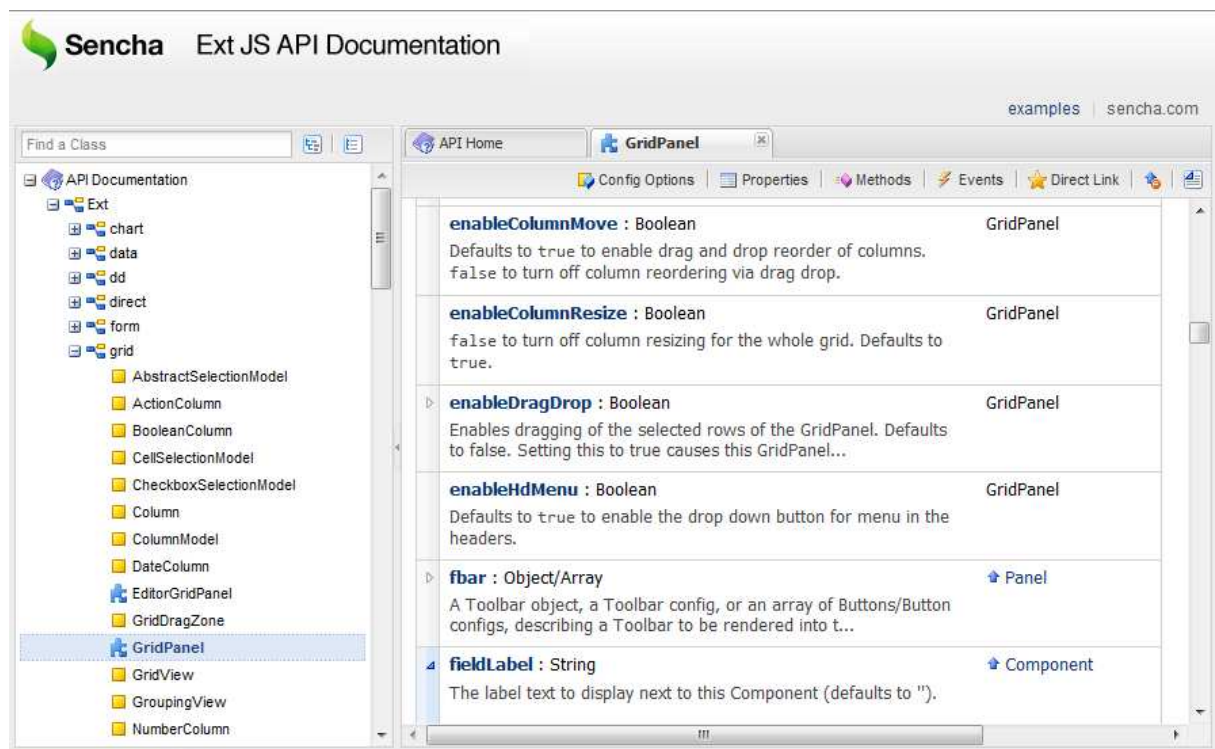 Sencha Ext JS API Documentation
examples | sencha.com
Find a Class
API Documentation
Ext
chart
data
dd
direct
form
grid
AbstractSelectionModel
ActionColumn
BooleanColumn
CellSelectionModel
CheckboxSelectionModel
Column
ColumnModel
DateColumn
EditorGridPanel
GridDragZone
GridPanel
GridView
GroupingView
NumberColumn
API Home GridPanel
Config Options | Properties | Methods | Events | Direct Link
enableColumnMove : Boolean GridPanel
Defaults to true to enable drag and drop reorder of columns.
false to turn off column reordering via drag drop.
enableColumnResize : Boolean GridPanel
false to turn off column resizing for the whole grid. Defaults to
true.
enableDragDrop : Boolean GridPanel
Enables dragging of the selected rows of the GridPanel. Defaults
to false. Setting this to true causes this GridPanel...
enableHdMenu : Boolean GridPanel
Defaults to true to enable the drop down button for menu in the
headers.
fbar : Object/Array Panel
A Toolbar object, a Toolbar config, or an array of Buttons/Button
configs, describing a Toolbar to be rendered into t...
fieldLabel : String Component
The label text to display next to this Component (defaults to '').